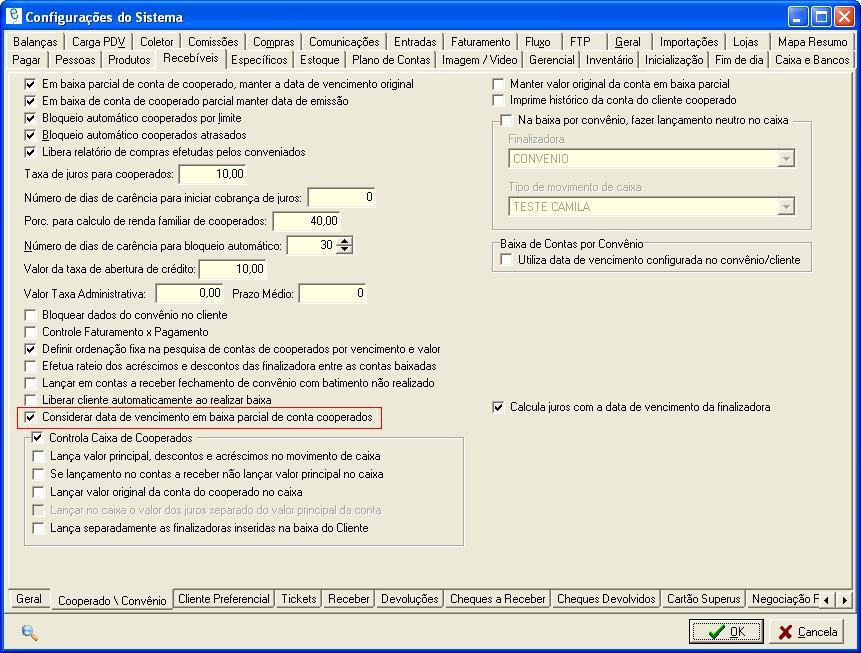 Configurações do Sistema
Balanças Carga PDV Coletor Comissões Compras Comunicações Entradas Faturamento Fluxo FTP Geral Importações Lojas Mapa Resumo
Pagar Pessoas Produtos Recebíveis Específicos Estoque Plano de Contas Imagem / Video Gerencial Inventário Inicialização Fim de dia Caixa e Bancos
Em baixa parcial de conta de cooperado, manter a data de vencimento original
Em baixa de conta de cooperado parcial manter data de emissão
Bloqueio automático cooperados por limite
Bloqueio automático cooperados atrasados
Libera relatório de compras efetudas pelos conveniados
Taxa de juros para cooperados: 10,00
Número de dias de carência para iniciar cobrança de juros: 0
Porc. para calculo de renda familiar de cooperados: 40,00
Número de dias de carência para bloqueio automático: 30
Valor da taxa de abertura de crédito: 10,00
Valor Taxa Administrativa: 0,00 Prazo Médio: 0
Bloquear dados do convênio no cliente
Controle Faturamento x Pagamento
Definir ordenação fixa na pesquisa de contas de cooperados por vencimento e valor
Efetua rateio dos acréscimos e descontos das finalizadora entre as contas baixadas
Lançar em contas a receber fechamento de convênio com batimento não realizado
Liberar cliente automaticamente ao realizar baixa
Considerar data de vencimento em baixa parcial de conta cooperados
Controla Caixa de Cooperados
Lança valor principal, descontos e acréscimos no movimento de caixa
Se lançamento no contas a receber não lançar valor principal no caixa
Lançar valor original da conta do cooperado no caixa
Lançar no caixa o valor dos juros separado do valor principal da conta
Lança separadamente as finalizadoras inseridas na baixa do Cliente
Manter valor original da conta em baixa parcial
Imprime histórico da conta do cliente cooperado
Na baixa por convênio, fazer lançamento neutro no caixa
Finalizadora
CONVENIO
Tipo de movimento de caixa
TESTE CAMILA
Baixa de Contas por Convênio
Utiliza data de vencimento configurada no convênio/cliente
Calcula juros com a data de vencimento da finalizadora
Geral Cooperado \ Convênio Cliente Preferencial Tickets Receber Devoluções Cheques a Receber Cheques Devolvidos Cartão Superus Negociação F
OK Cancela